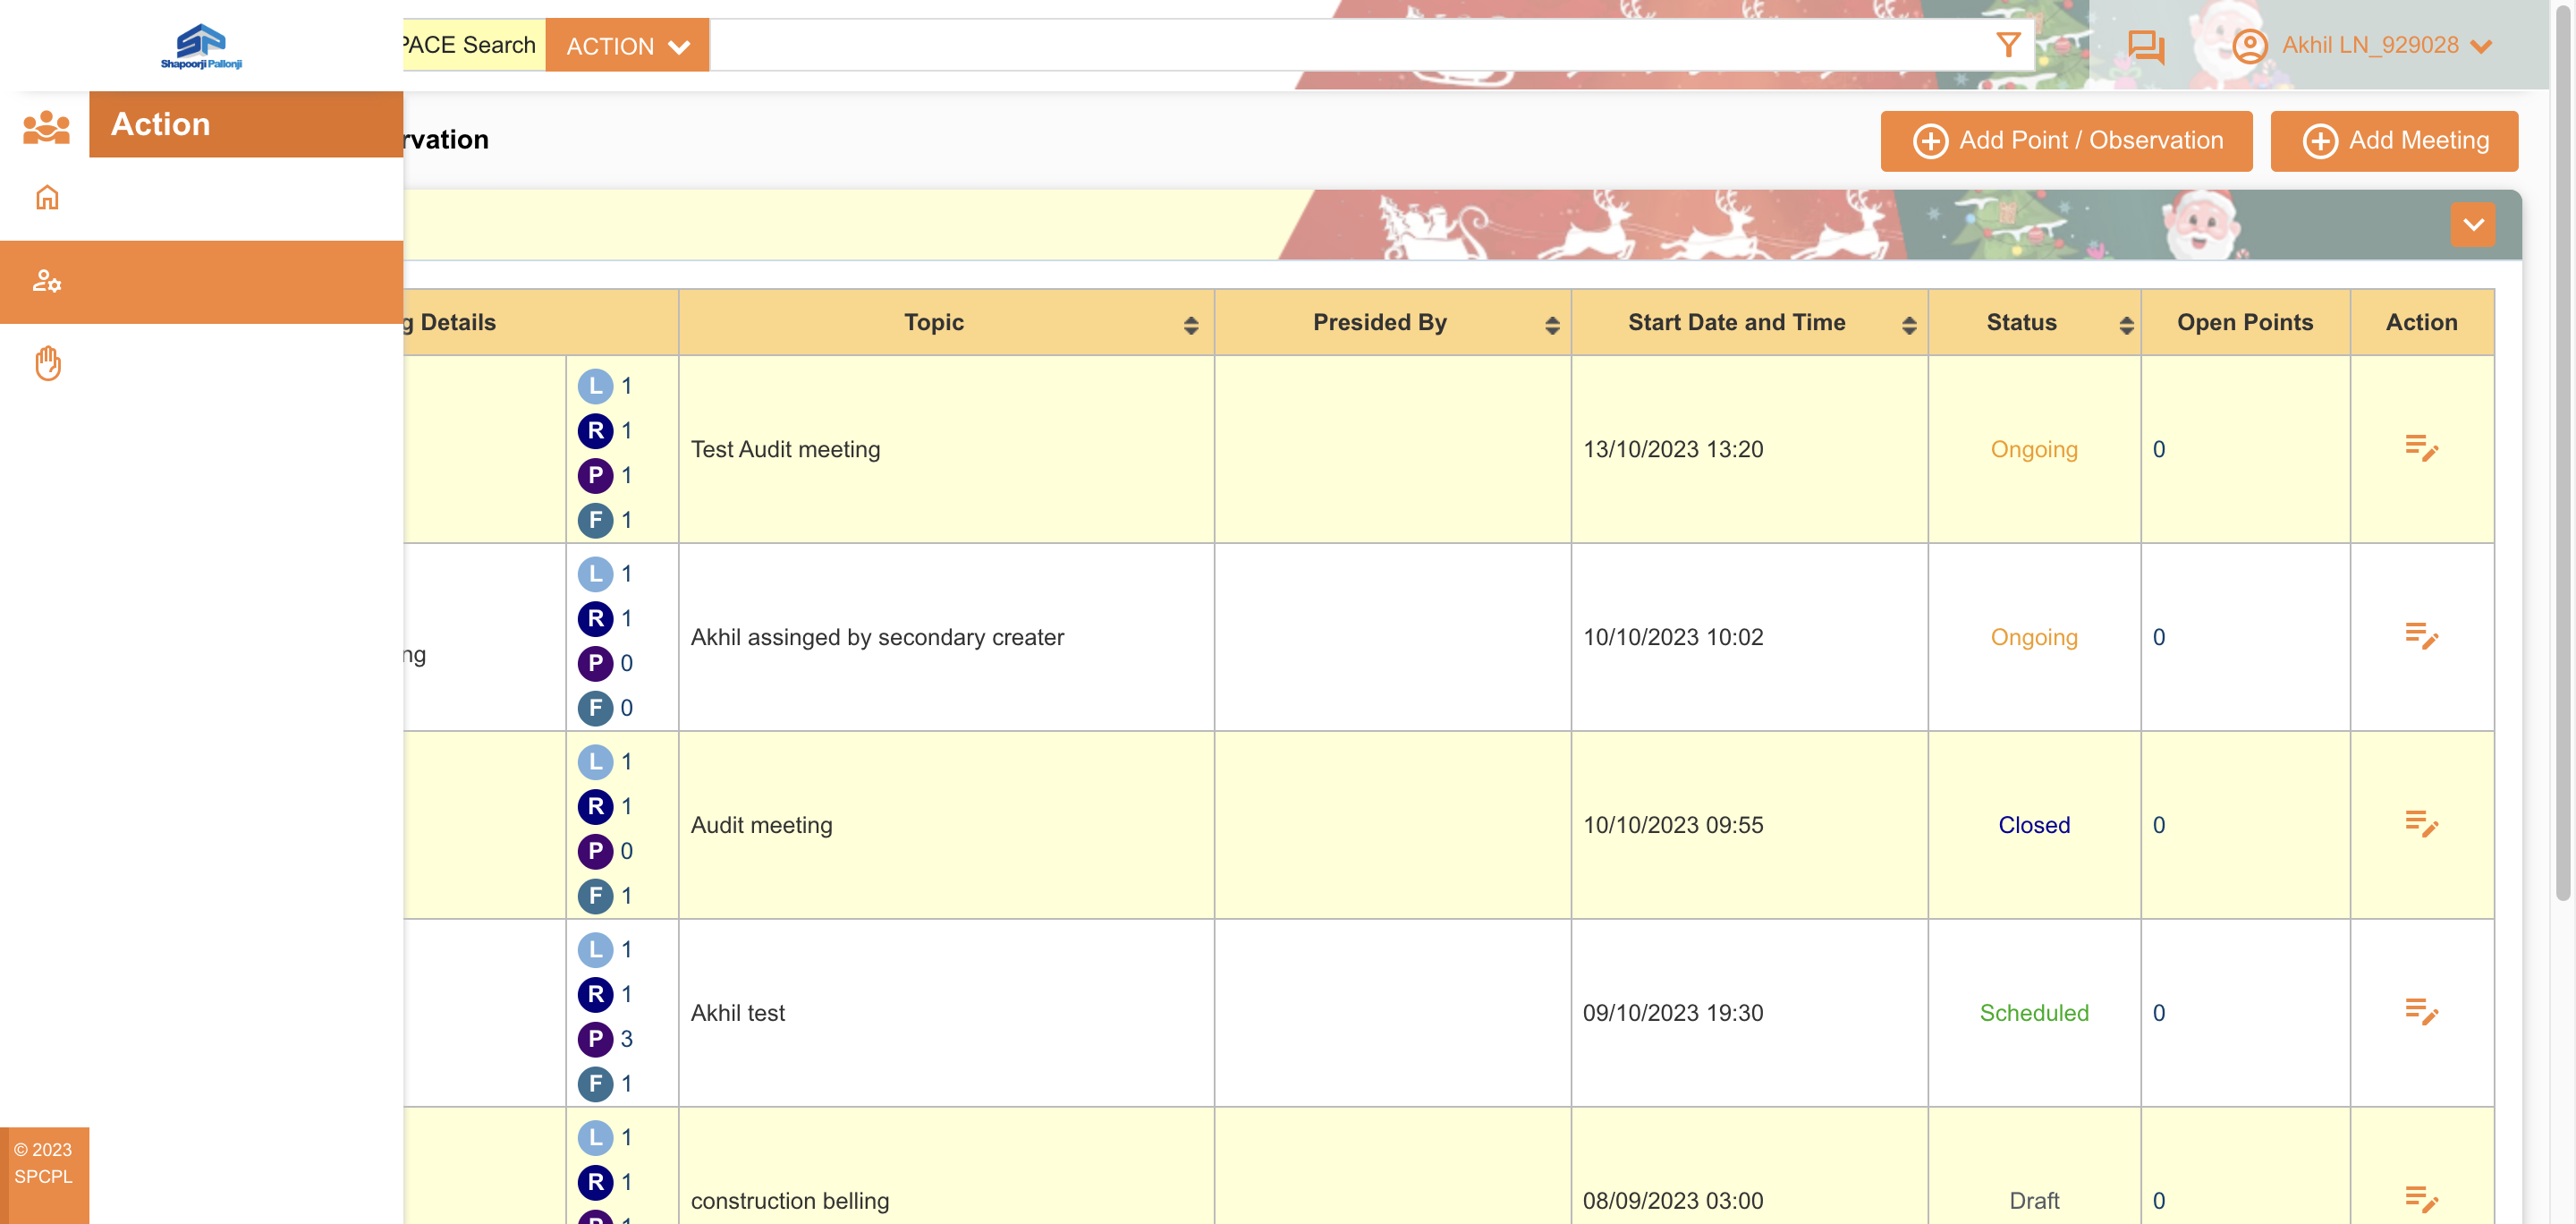 Shapoorji Pallonji
PACE Search
ACTION
Akhil LN_929028
Action
rvation
Add Point / Observation
Add Meeting
g Details
Topic
Presided By
Start Date and Time
Status
Open Points
Action
L 1
R 1
P 1
F 1
Test Audit meeting
13/10/2023 13:20
Ongoing
0
ng
L 1
R 1
P 0
F 0
Akhil assinged by secondary creater
10/10/2023 10:02
Ongoing
0
L 1
R 1
P 0
F 1
Audit meeting
10/10/2023 09:55
Closed
0
L 1
R 1
P 3
F 1
Akhil test
09/10/2023 19:30
Scheduled
0
L 1
R 1
construction belling
08/09/2023 03:00
Draft
0
© 2023
SPCPL